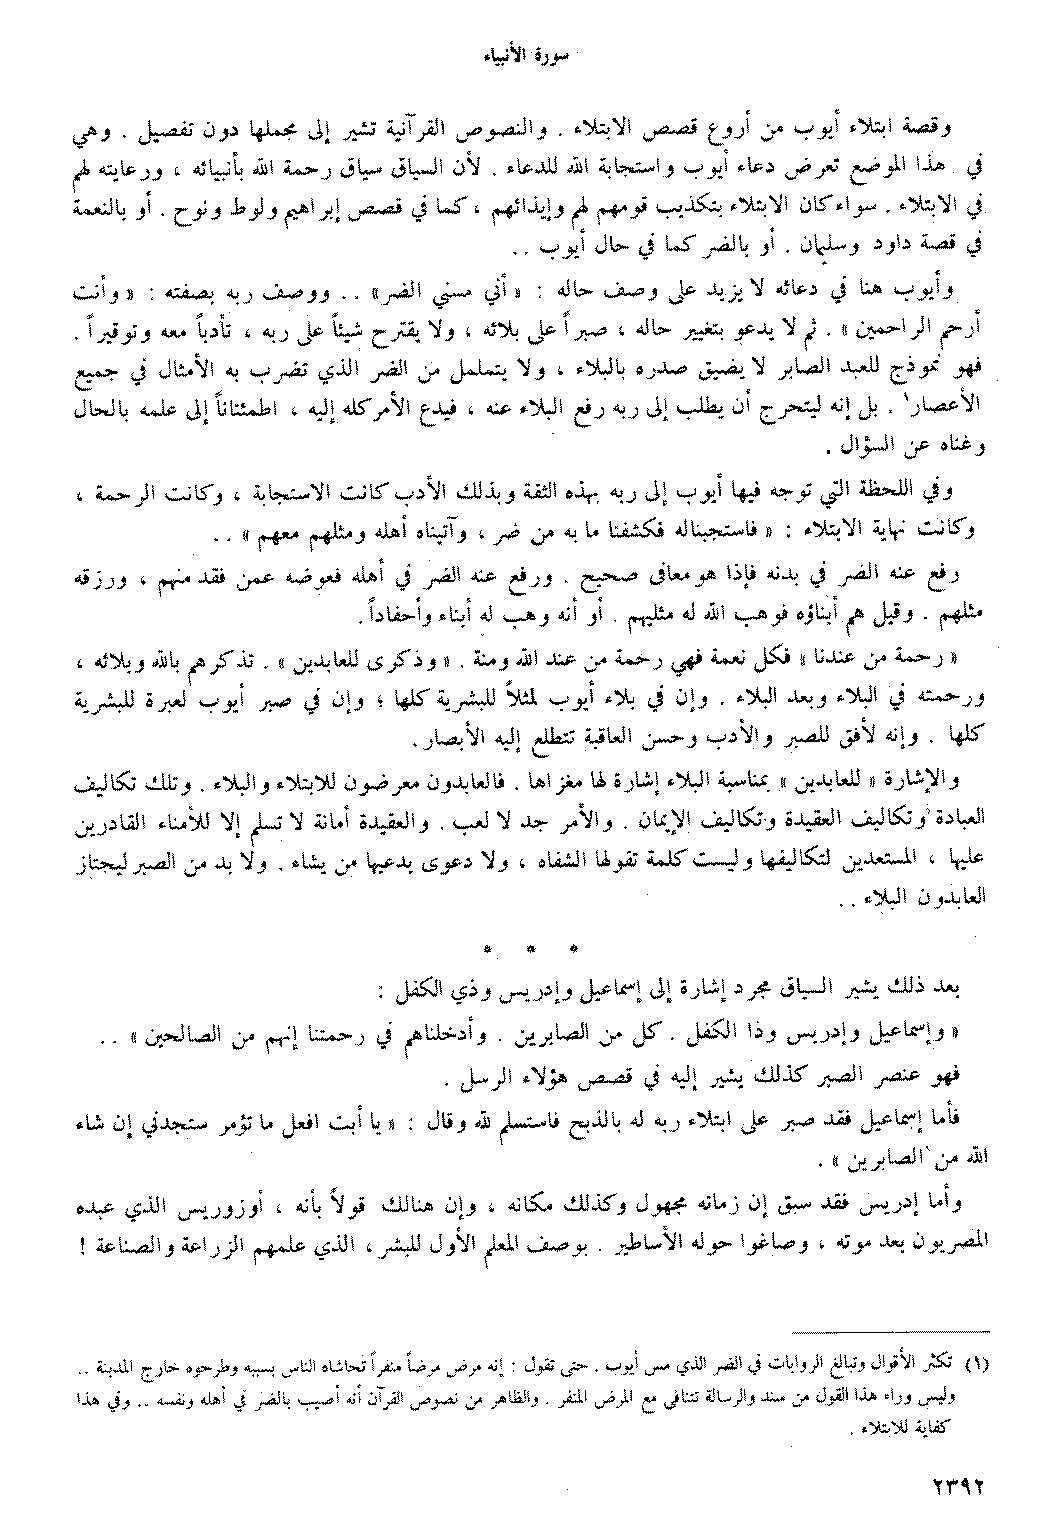 سورة الأنبياء
وقصة ابتلاء أيوب من أروع قصص الابتلاء . والنصوص القرآنية تشير إلى مجملها دون تفصيل . وهي
في هذا الموضع تعرض دعاء أيوب واستجابة الله للدعاء . لأن السياق سياق رحمة الله بأنبيائه ، ورعايته لهم
في الابتلاء . سواء كان الابتلاء بتكذيب قومهم لهم وإيذائهم ، كما في قصص إبراهيم ولوط ونوح . أو بالنعمة
في قصة داود وسليمان . أو بالضر كما في حال أيوب ..
وأيوب هنا في دعائه لا يزيد على وصف حاله : « أني مسني الضر» .. ووصف ربه بصفته : « وأنت
أرحم الراحمين» . ثم لا يدعو بتغيير حاله ، صبراً على بلائه ، ولا يقترح شيئاً على ربه ، تأدباً معه وتوقيراً .
فهو نموذج للعبد الصابر لا يضيق صدره بالبلاء ، ولا يتململ من الضر الذي تضرب به الأمثال في جميع
الأعصار١ . بل إنه ليتحرج أن يطلب إلى ربه رفع البلاء عنه ، فيدع الأمر كله إليه ، اطمئناناً إلى علمه بالحال
وغناه عن السؤال .
وفي اللحظة التي توجه فيها أيوب إلى ربه بهذه الثقة وبذلك الأدب كانت الاستجابة ، وكانت الرحمة ،
وكانت نهاية الابتلاء : « فاستجبناله فكشفنا ما به من ضر ، وآتيناه أهله ومثلهم معهم » ..
رفع عنه الضر في بدنه فإذا هو معافى صحيح . ورفع عنه الضر في أهله فعوضه عمن فقد منهم ، ورزقه
مثلهم . وقيل هم أبناؤه فوهب الله له مثليهم . أو أنه وهب له أبناء وأحفاداً.
« رحمة من عندنا » فكل نعمة فهي رحمة من عند الله ومنة . « وذكرى للعابدين » . تذكرهم بالله وبلائه ،
ورحمته في البلاء وبعد البلاء . وإن في بلاء أيوب لمثلاً للبشرية كلها ؛ وإن في صبر أيوب لعبرة للبشرية
كلها . وإنه لأفق للصبر والأدب وحسن العاقبة تتطلع إليه الأبصار.
والإشارة « للعابدين » بمناسبة البلاء إشارة لها مغزاها . فالعابدون معرضون للابتلاء والبلاء . وتلك تكاليف
العبادة وتكاليف العقيدة وتكاليف الإيمان . والأمر جد لا لعب . والعقيدة أمانة لا تسلم إلا للأمناء القادرين
عليها ، المستعدين لتكاليفها وليست كلمة تقولها الشفاه ، ولا دعوى يدعيها من يشاء . ولا بد من الصبر ليجتاز
العابدون البلاء ..
* * *
بعد ذلك يشير السياق مجرد إشارة إلى إسماعيل وإدريس وذي الكفل :
« وإسماعيل وإدريس وذا الكفل . كل من الصابرين . وأدخلناهم في رحمتنا إنهم من الصالحين » ..
فهو عنصر الصبر كذلك يشير إليه في قصص هؤلاء الرسل .
فأما إسماعيل فقد صبر على ابتلاء ربه له بالذبح فاستسلم لله وقال : « يا أبت افعل ما تؤمر ستجدني إن شاء
الله من الصابرين » .
وأما إدريس فقد سبق إن زمانه مجهول وكذلك مكانه ، وإن هنالك قولاً بأنه ، أوزوريس الذي عبده
المصريون بعد موته ، وصاغوا حوله الأساطير . بوصف المعلم الأول للبشر ، الذي علمهم الزراعة والصناعة !
(١) تكثر الأقوال وتبالغ الروايات في الضر الذي مس أيوب . حتى تقول : إنه مرض مرضاً منفراً تحاشاه الناس بسببه وطرحوه خارج المدينة ..
وليس وراء هذا القول من سند والرسالة تتنافى مع المرض المنفر . والظاهر من نصوص القرآن أنه أصيب بالضر في أهله ونفسه .. وفي هذا
كفاية للابتلاء .
٢٣٩٢